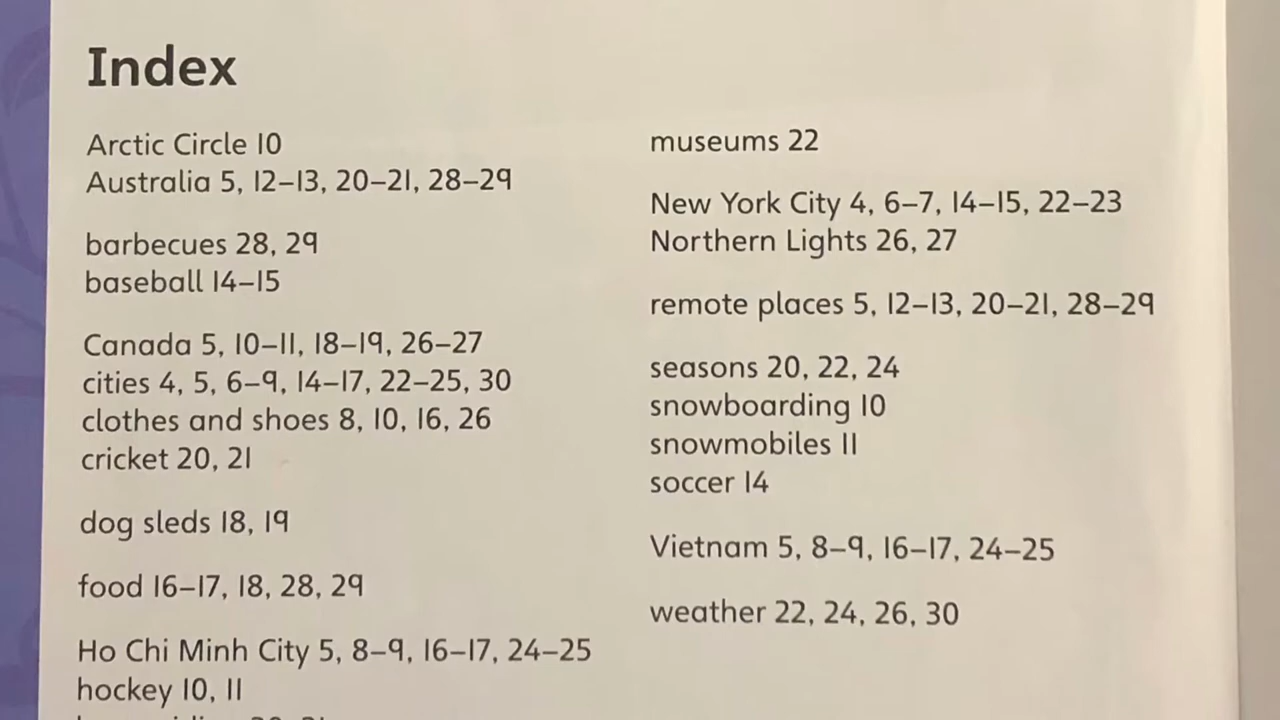 Index
Arctic Circle 10
Australia 5, 12–13, 20–21, 28–29
barbecues 28, 29
baseball 14–15
Canada 5, 10–11, 18–19, 26–27
cities 4, 5, 6–9, 14–17, 22–25, 30
clothes and shoes 8, 10, 16, 26
cricket 20, 21
dog sleds 18, 19
food 16–17, 18, 28, 29
Ho Chi Minh City 5, 8–9, 16–17, 24–25
hockey 10, 11
museums 22
New York City 4, 6–7, 14–15, 22–23
Northern Lights 26, 27
remote places 5, 12–13, 20–21, 28–29
seasons 20, 22, 24
snowboarding 10
snowmobiles 11
soccer 14
Vietnam 5, 8–9, 16–17, 24–25
weather 22, 24, 26, 30